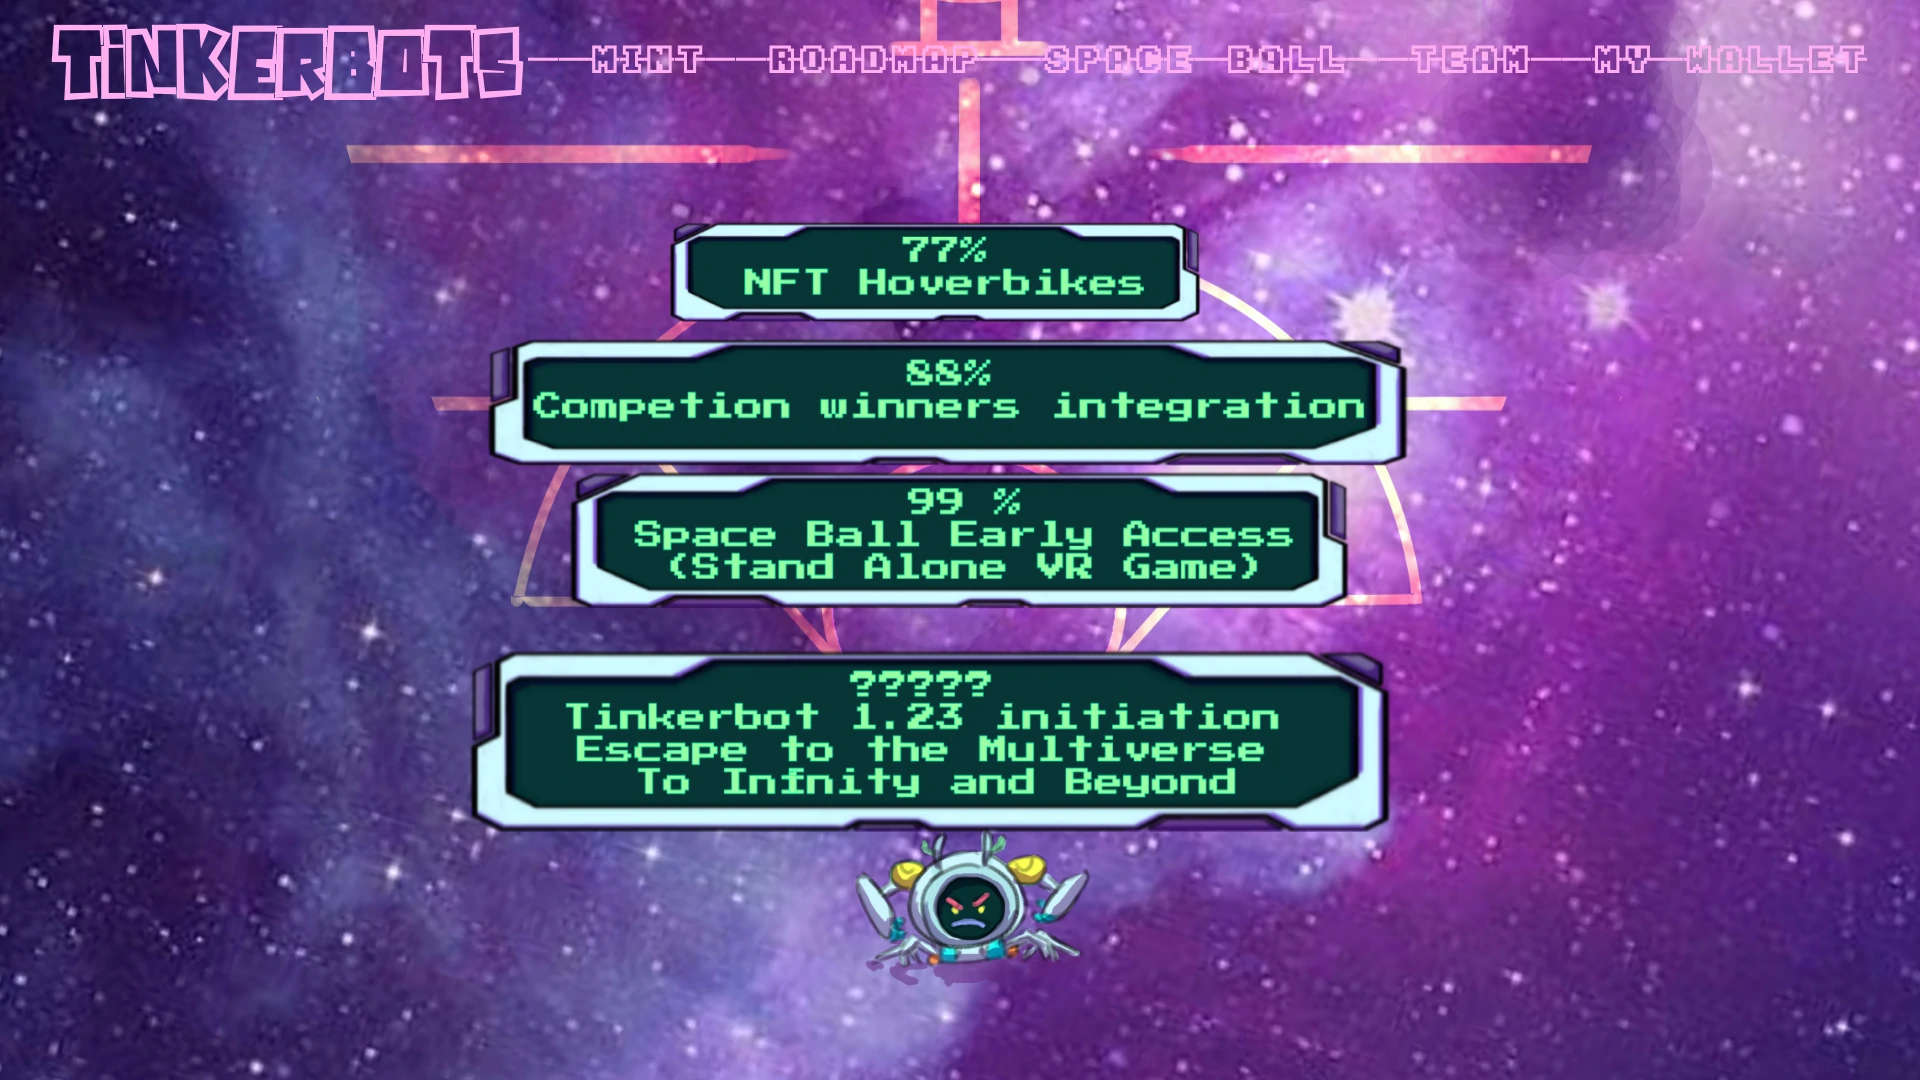 TiNKERBOTS
MINT ROADMAP SPACE BALL TEAM MY WALLET
77%
NFT Hoverbikes
88%
Competion winners integration
99 %
Space Ball Early Access
(Stand Alone VR Game)
?????
Tinkerbot 1.23 initiation
Escape to the Multiverse
To Infnity and Beyond